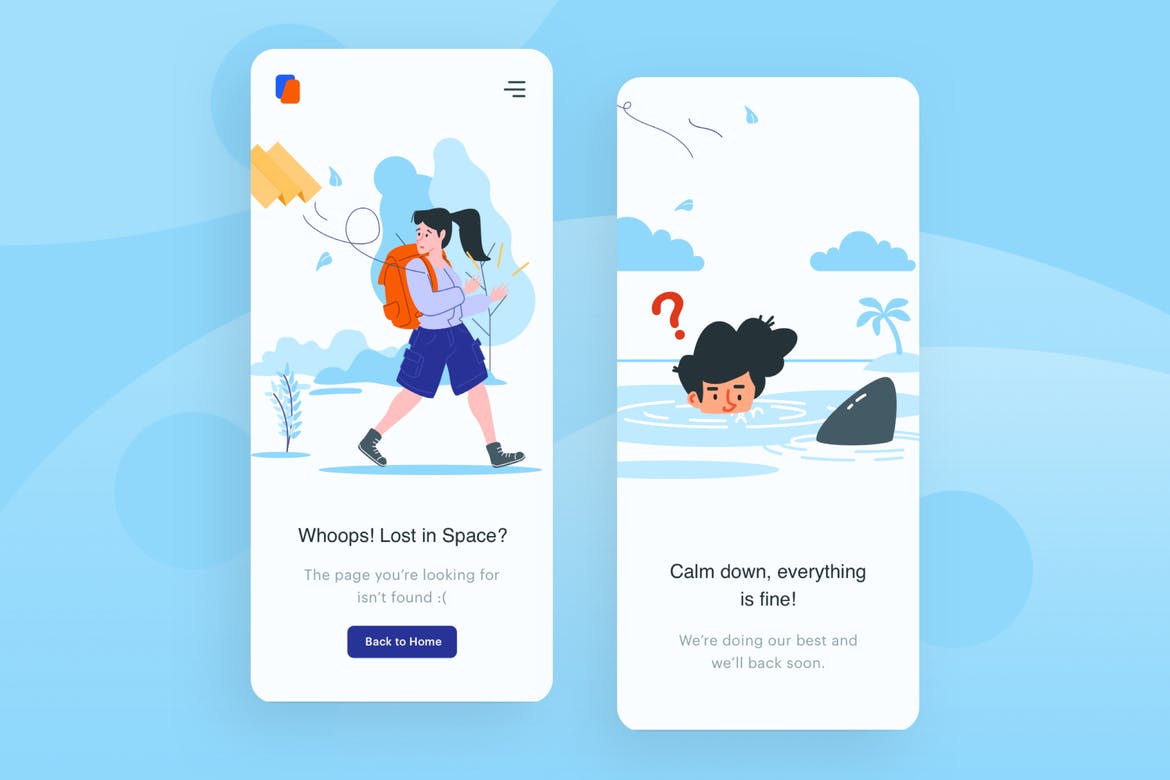 Whoops! Lost in Space?
The page you’re looking for
isn’t found :(
Back to Home
?
Calm down, everything
is fine!
We’re doing our best and
we’ll back soon.